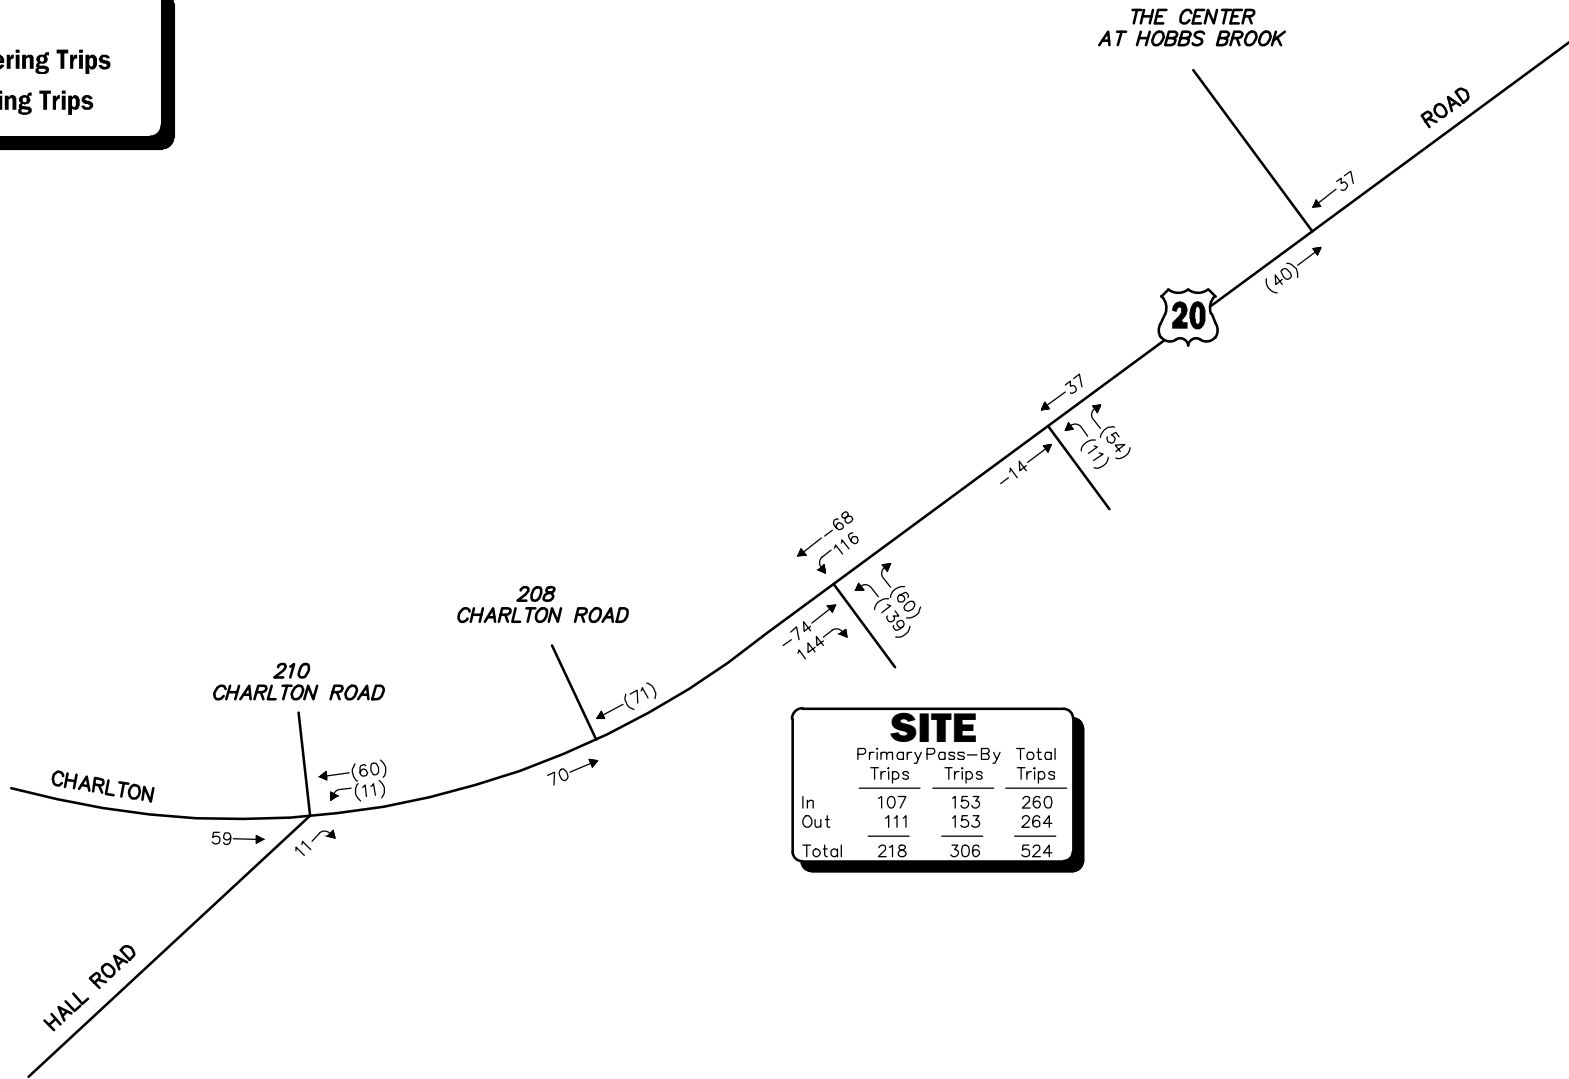 ering Trips
ing Trips
THE CENTER
AT HOBBS BROOK
ROAD
37
(40)
20
37
(54)
(11)
-14
-68
116
(60)
(139)
-74
144
208
CHARLTON ROAD
(71)
70
210
CHARLTON ROAD
CHARLTON
(60)
(11)
59
11
HALL ROAD
SITE
Primary Pass-By Total
Trips Trips Trips
In 107 153 260
Out 111 153 264
Total 218 306 524